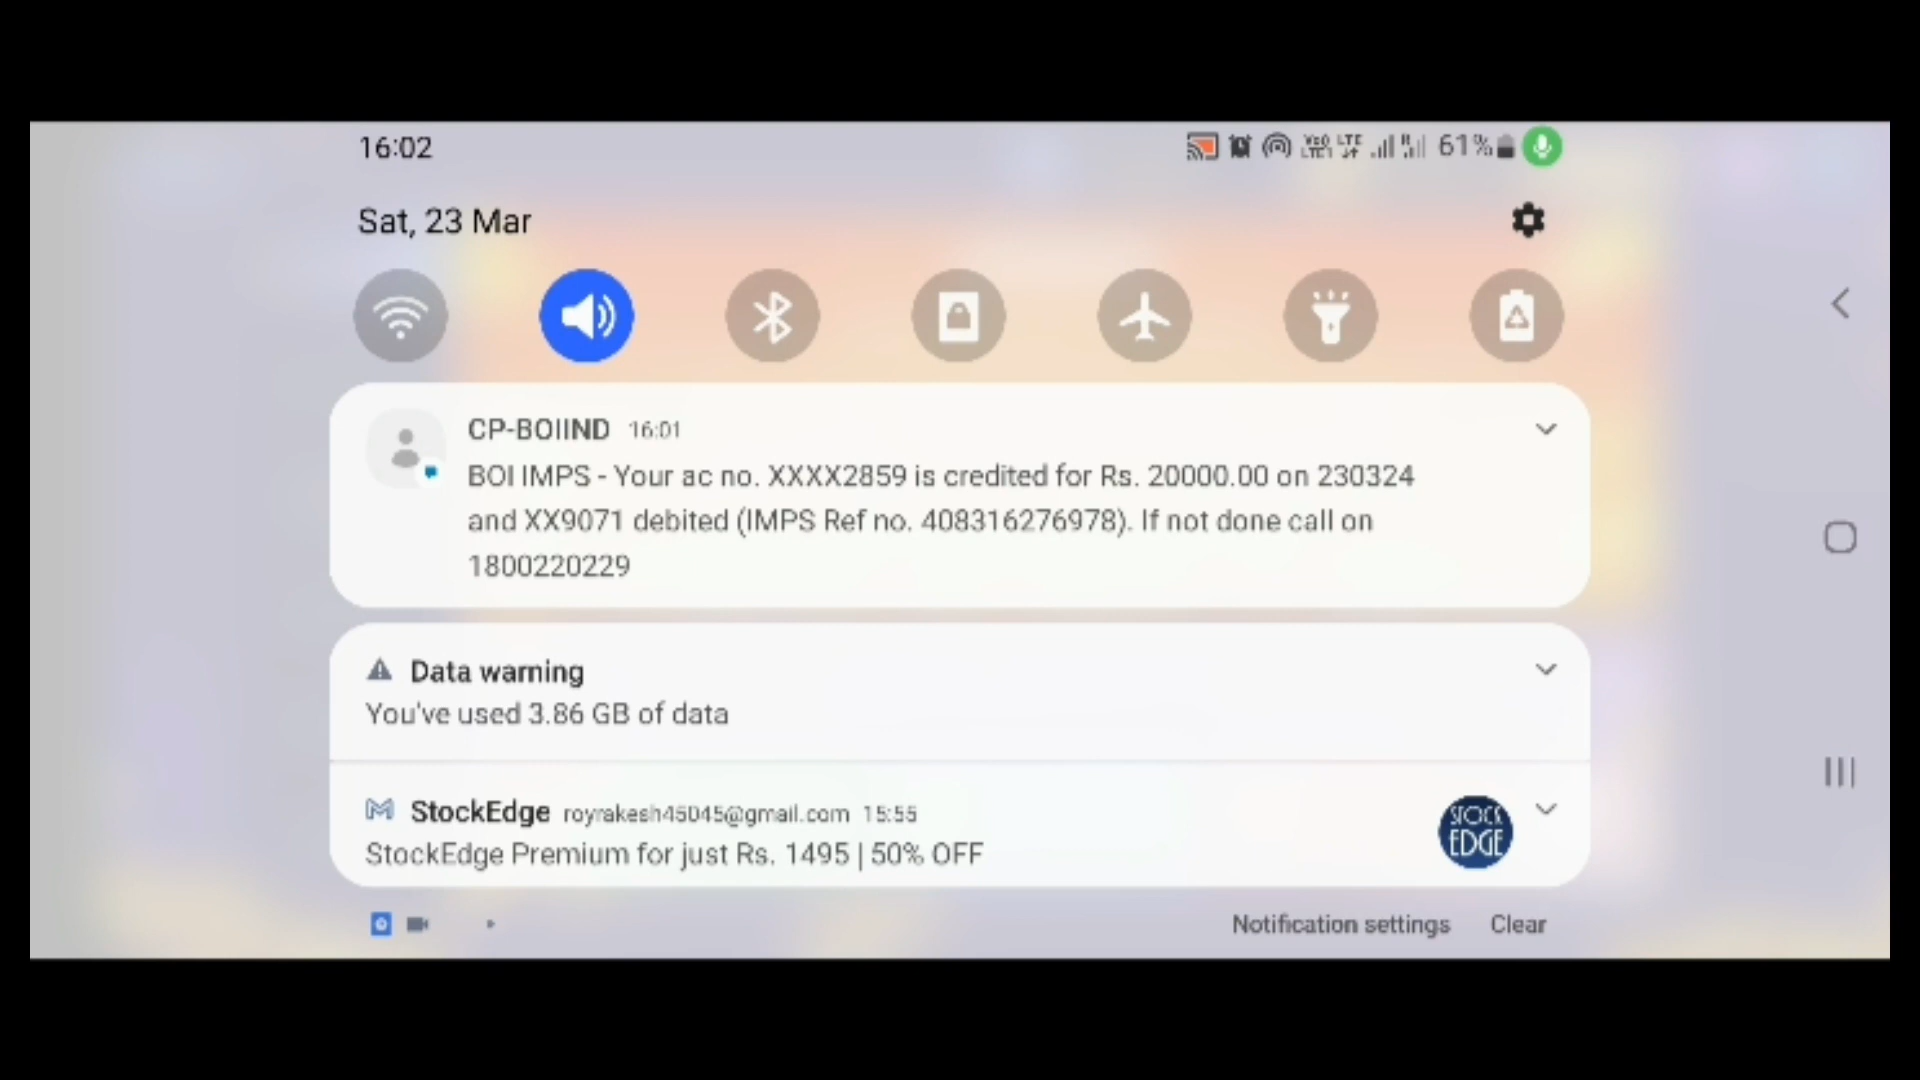 16:02
61%
Sat, 23 Mar
CP-BOIIND 16:01
BOI IMPS - Your ac no. XXXX2859 is credited for Rs. 20000.00 on 230324
and XX9071 debited (IMPS Ref no. 408316276978). If not done call on
1800220229
Data warning
You've used 3.86 GB of data
StockEdge royrakesh45045@gmail.com 15:55
STOCK
EDGE
StockEdge Premium for just Rs. 1495 | 50% OFF
Notification settings Clear